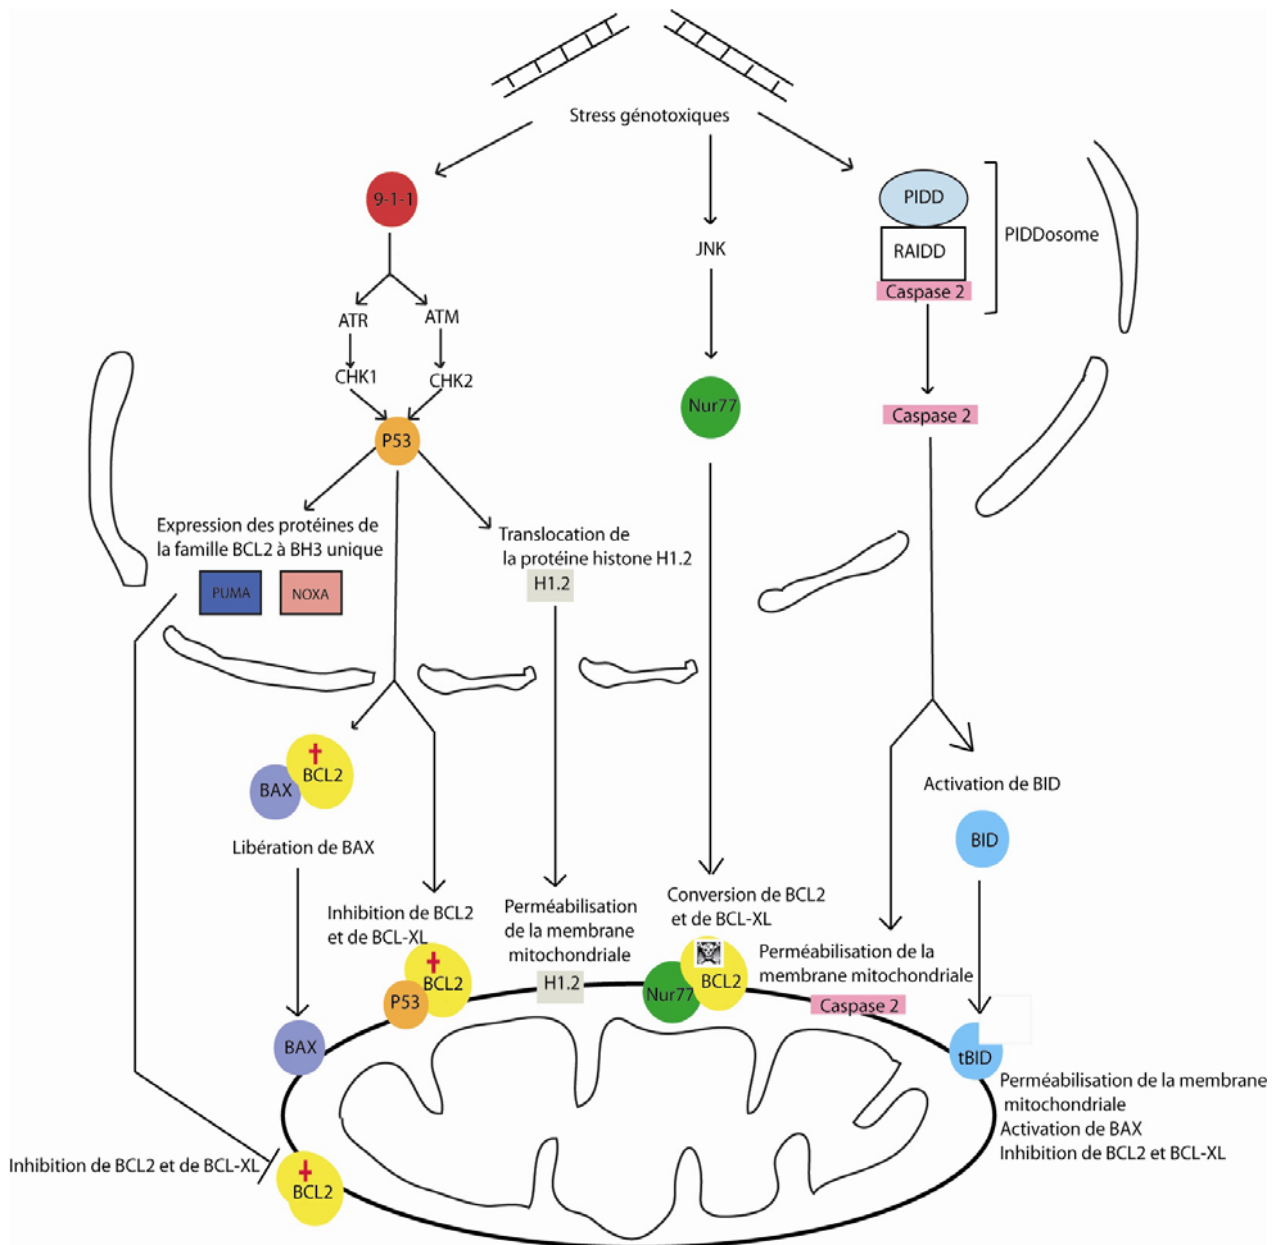 Stress génotoxiques
9-1-1
PIDD
RAIDD
Caspase 2
PIDDosome
JNK
ATR
ATM
CHK1
CHK2
Nur77
Caspase 2
P53
Expression des protéines de
la famille BCL2 à BH3 unique
PUMA
NOXA
Translocation de
la protéine histone H1.2
H1.2
BAX
BCL2
Libération de BAX
Activation de BID
BID
Inhibition de BCL2
et de BCL-XL
P53
BCL2
Perméabilisation
de la membrane
mitochondriale
H1.2
Conversion de BCL2
et de BCL-XL
Nur77
BCL2
Perméabilisation de la
membrane mitochondriale
Caspase 2
BAX
tBID
Perméabilisation de la membrane
mitochondriale
Activation de BAX
Inhibition de BCL2 et BCL-XL
Inhibition de BCL2 et de BCL-XL
BCL2